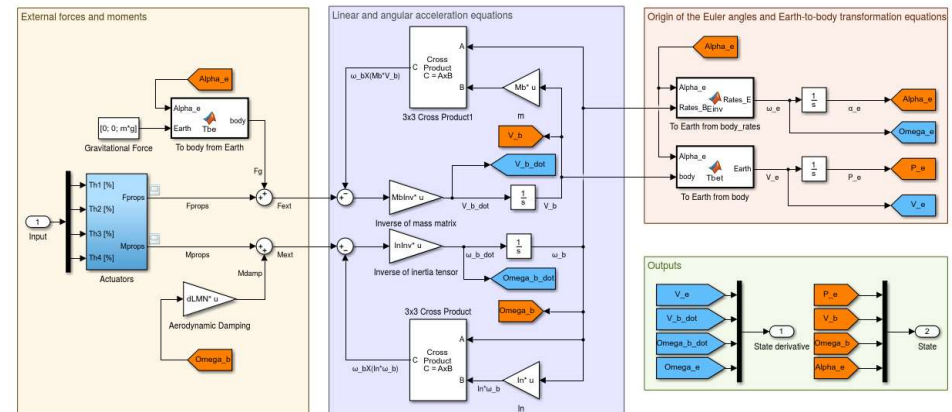 External forces and moments
Alpha_e
Alpha_e
Earth
body
Tbe
[0; 0; m*g]
Gravitational Force
To body from Earth
Fg
Th1 [%]
Th2 [%]
Th3 [%]
Th4 [%]
Fprops
Mprops
1
Input
Actuators
Fprops
Fext
Mprops
Mext
Mdamp
dLMN* u
Aerodynamic Damping
Omega_b
Linear and angular acceleration equations
Cross
Product
C = AxB
A
B
C
ω_bX(Mb*V_b)
3x3 Cross Product1
Mb* u
m
V_b
V_b_dot
MbInv* u
Inverse of mass matrix
V_b_dot
1
s
V_b
InInv* u
Inverse of inertia tensor
ω_b_dot
1
s
ω_b
Omega_b_dot
Omega_b
3x3 Cross Product
Cross
Product
C = AxB
A
B
C
ω_bX(In*ω_b)
In*ω_b
In* u
In
Origin of the Euler angles and Earth-to-body transformation equations
Alpha_e
Alpha_e
Rates_B
Rates_E
Einv
To Earth from body_rates
ω_e
1
s
α_e
Alpha_e
Omega_e
Alpha_e
body
Earth
Tbet
To Earth from body
V_e
1
s
P_e
P_e
V_e
Outputs
V_e
V_b_dot
Omega_b_dot
Omega_e
1
State derivative
P_e
V_b
Omega_b
Alpha_e
2
State